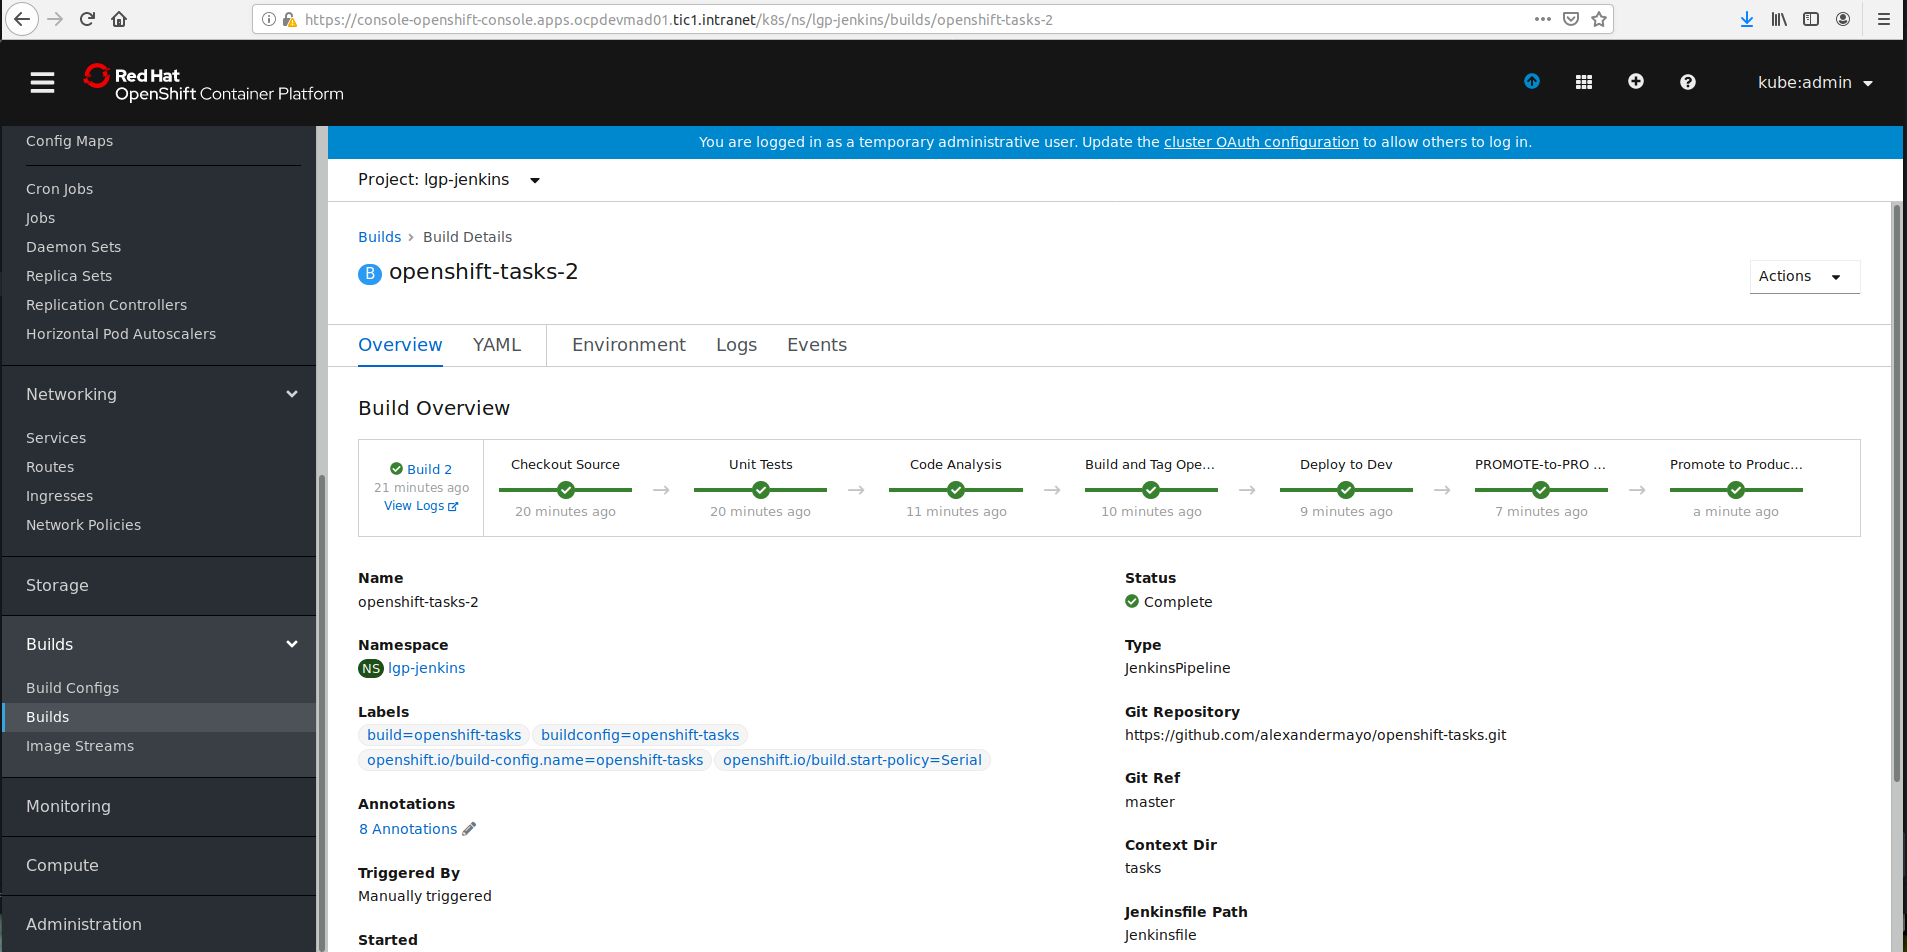 https://console-openshift-console.apps.ocpdevmad01.tic1.intranet/k8s/ns/lgp-jenkins/builds/openshift-tasks-2
Red Hat
OpenShift Container Platform
kube:admin
Config Maps
Cron Jobs
Jobs
Daemon Sets
Replica Sets
Replication Controllers
Horizontal Pod Autoscalers
Networking
Services
Routes
Ingresses
Network Policies
Storage
Builds
Build Configs
Builds
Image Streams
Monitoring
Compute
Administration
You are logged in as a temporary administrative user. Update the cluster OAuth configuration to allow others to log in.
Project: lgp-jenkins
Builds > Build Details
B openshift-tasks-2
Actions
Overview YAML Environment Logs Events
Build Overview
Build 2
21 minutes ago
View Logs
Checkout Source
20 minutes ago
Unit Tests
20 minutes ago
Code Analysis
11 minutes ago
Build and Tag Ope...
10 minutes ago
Deploy to Dev
9 minutes ago
PROMOTE-to-PRO ...
7 minutes ago
Promote to Produc...
a minute ago
Name
openshift-tasks-2
Namespace
NS lgp-jenkins
Labels
build=openshift-tasks buildconfig=openshift-tasks
openshift.io/build-config.name=openshift-tasks openshift.io/build.start-policy=Serial
Annotations
8 Annotations
Triggered By
Manually triggered
Started
Status
Complete
Type
JenkinsPipeline
Git Repository
https://github.com/alexandermayo/openshift-tasks.git
Git Ref
master
Context Dir
tasks
Jenkinsfile Path
Jenkinsfile